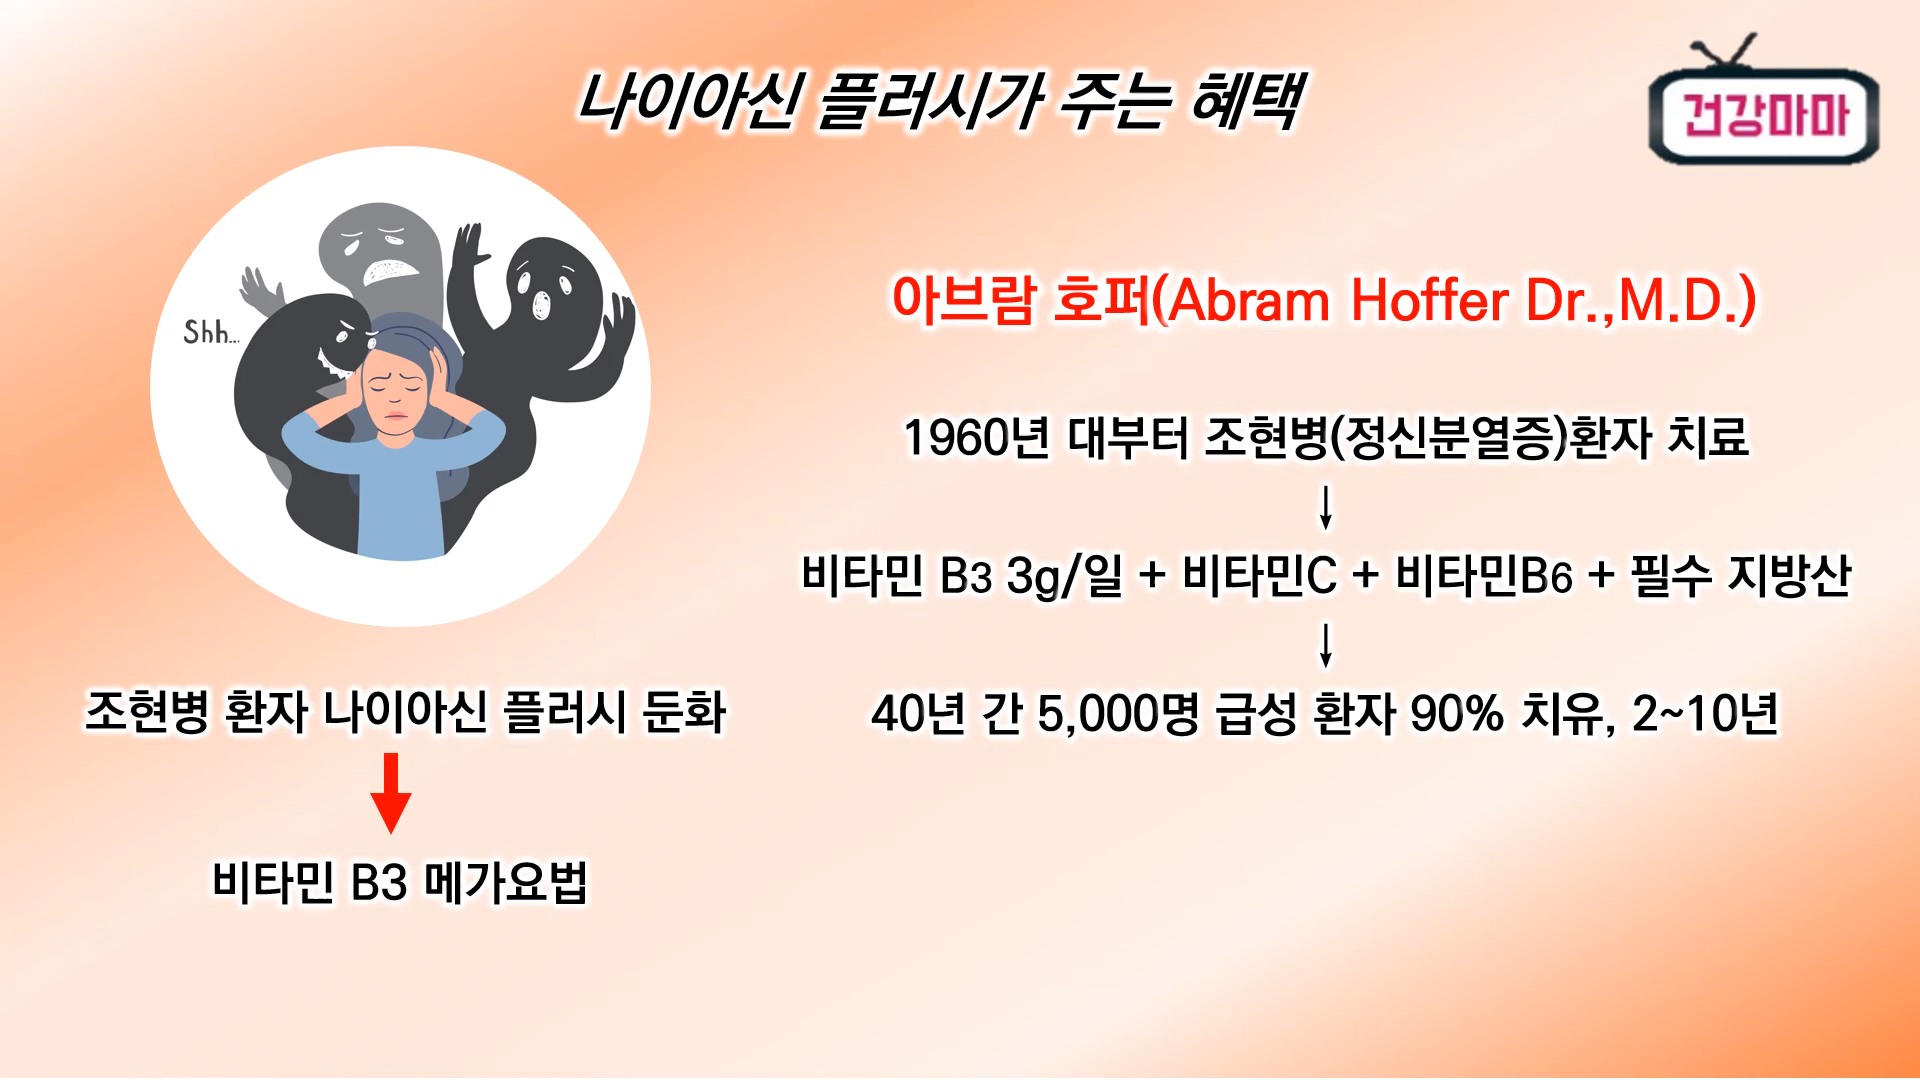 나이아신 플러시가 주는 혜택
건강마마
Shh...
아브람 호퍼(Abram Hoffer Dr.,M.D.)
1960년 대부터 조현병(정신분열증)환자 치료
↓
비타민 B3 3g/일 + 비타민C + 비타민B6 + 필수 지방산
↓
40년 간 5,000명 급성 환자 90% 치유, 2~10년
조현병 환자 나이아신 플러시 둔화
비타민 B3 메가요법